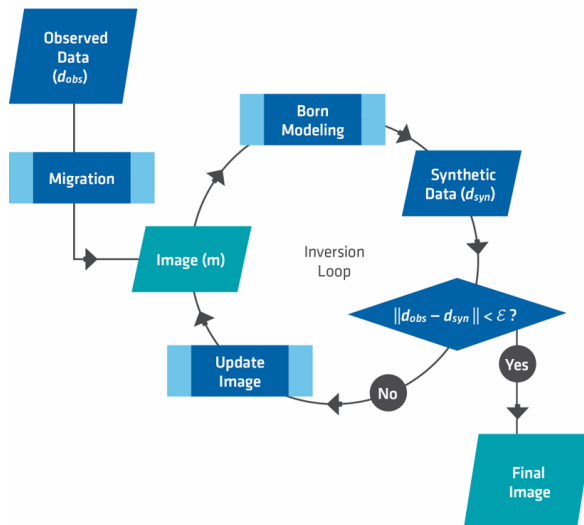 Observed
Data
(dobs)
Migration
Image (m)
Born
Modeling
Synthetic
Data (dsyn)
Inversion
Loop
||dobs – dsyn || < ℰ ?
Update
Image
No
Yes
Final
Image